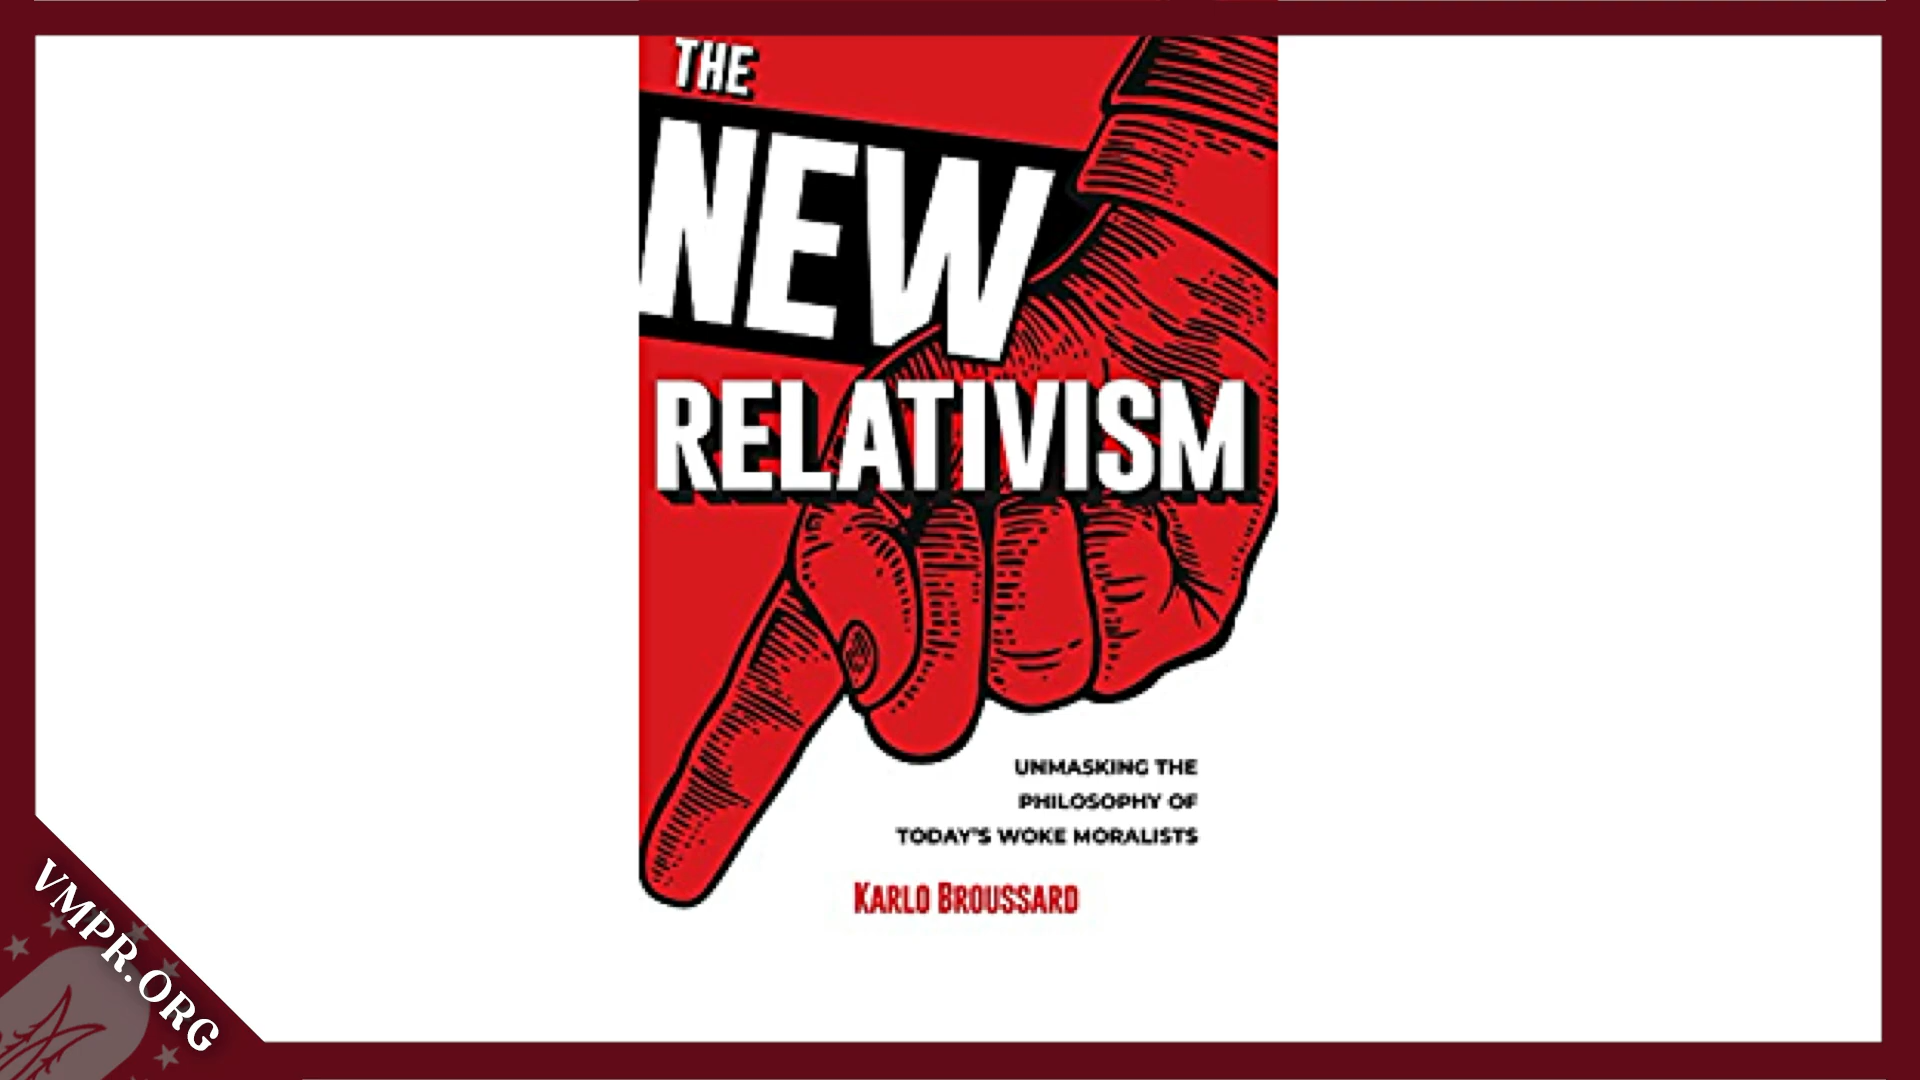 THE
NEW
RELATIVISM
UNMASKING THE
PHILOSOPHY OF
TODAY'S WOKE MORALISTS
KARLO BROUSSARD
VMPR.ORG